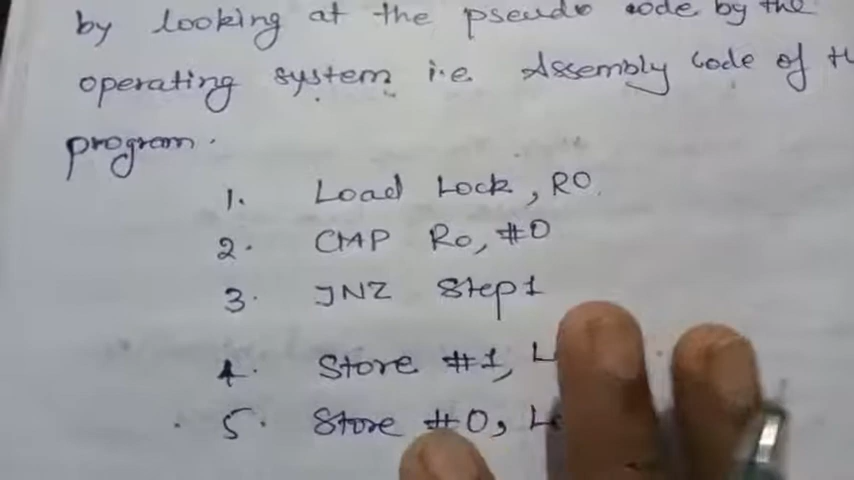 by looking at the pseudo code by the
operating system i.e. Assembly code of
program.
1. Load Lock, R0.
2. CMP R0, #0
3. JNZ Step1
4. Store #1, L
5. Store #0, Lo